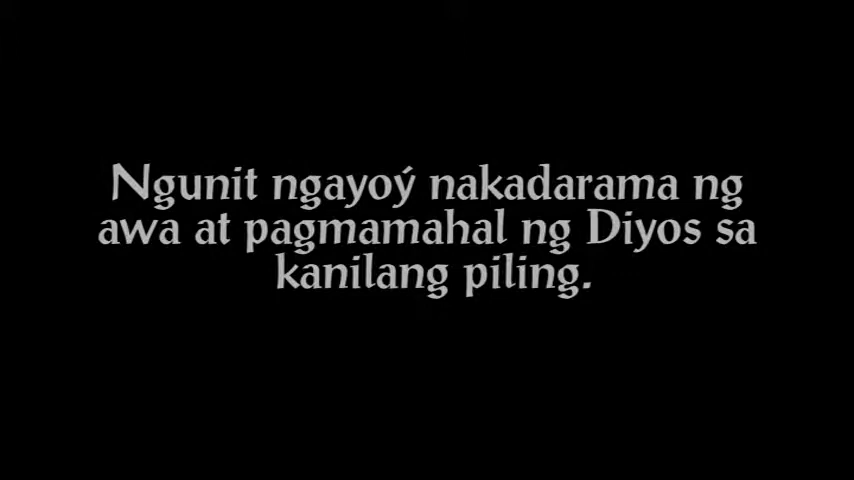 Ngunit ngayoý nakadarama ng
awa at pagmamahal ng Diyos sa
kanilang piling.